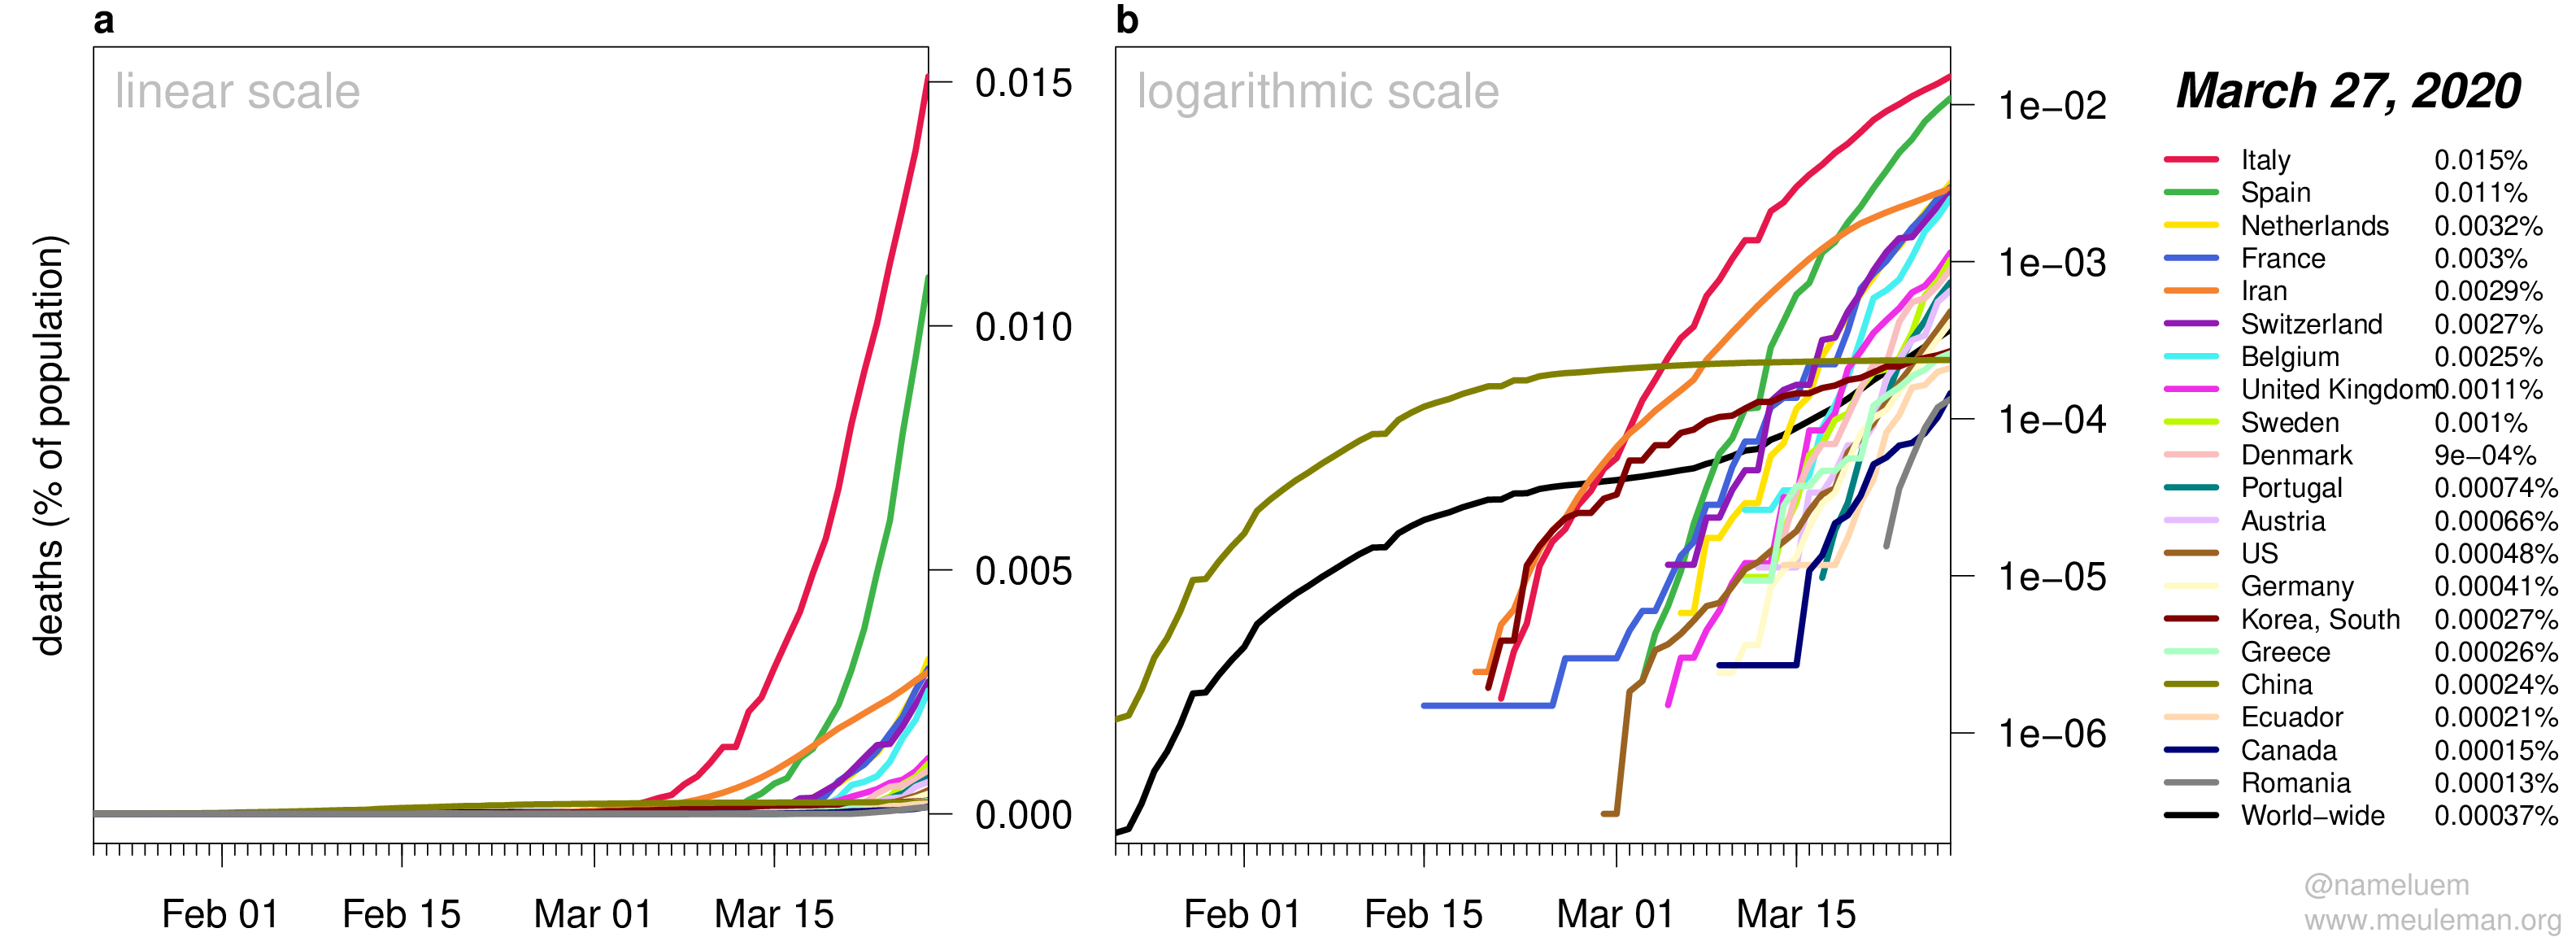 a
linear scale
deaths (% of population)
0.015
0.010
0.005
0.000
Feb 01 Feb 15 Mar 01 Mar 15
b
logarithmic scale
1e−02
1e−03
1e−04
1e−05
1e−06
Feb 01 Feb 15 Mar 01 Mar 15
March 27, 2020
Italy 0.015%
Spain 0.011%
Netherlands 0.0032%
France 0.003%
Iran 0.0029%
Switzerland 0.0027%
Belgium 0.0025%
United Kingdom 0.0011%
Sweden 0.001%
Denmark 9e−04%
Portugal 0.00074%
Austria 0.00066%
US 0.00048%
Germany 0.00041%
Korea, South 0.00027%
Greece 0.00026%
China 0.00024%
Ecuador 0.00021%
Canada 0.00015%
Romania 0.00013%
World−wide 0.00037%
@nameluem
www.meuleman.org